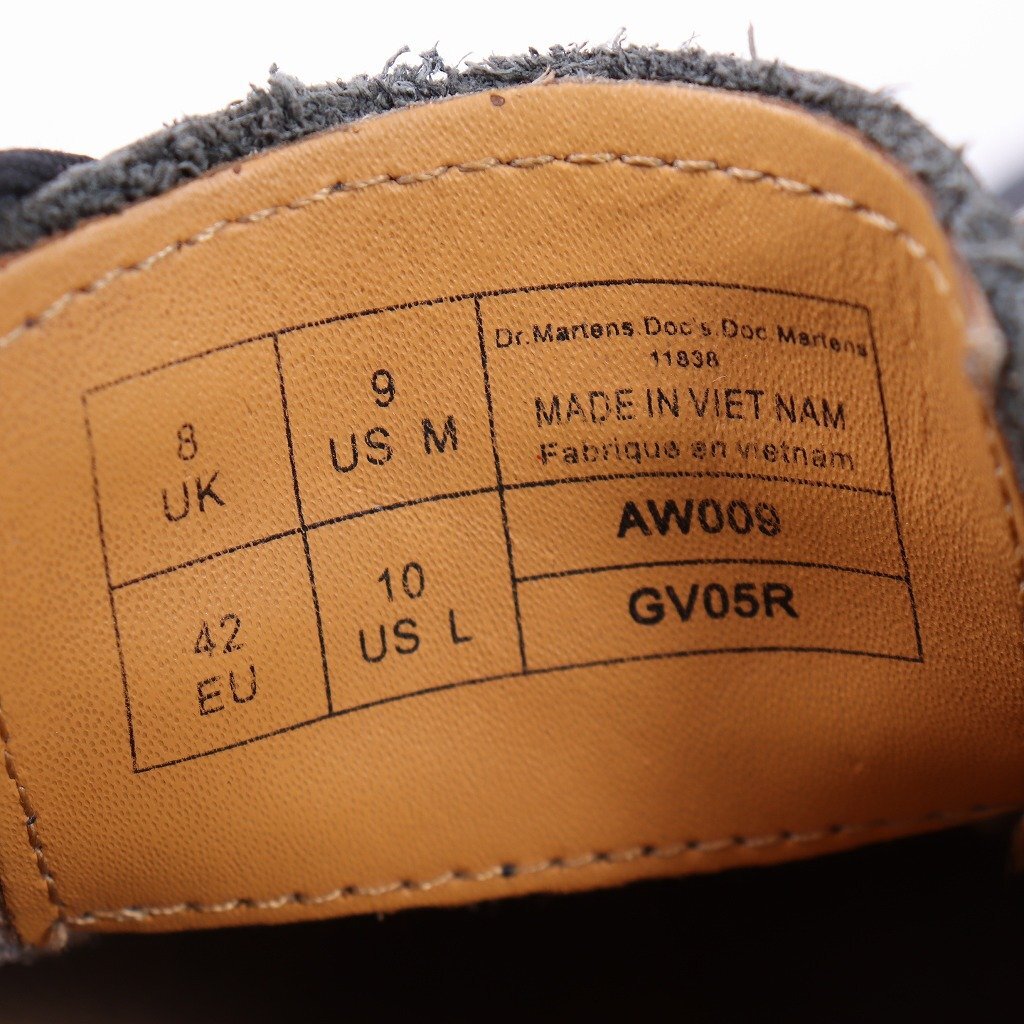 8
UK
9
US M
Dr.Martens Doc's Doc Martens
11838
MADE IN VIET NAM
Fabrique en vietnam
42
EU
10
US L
AW009
GV05R